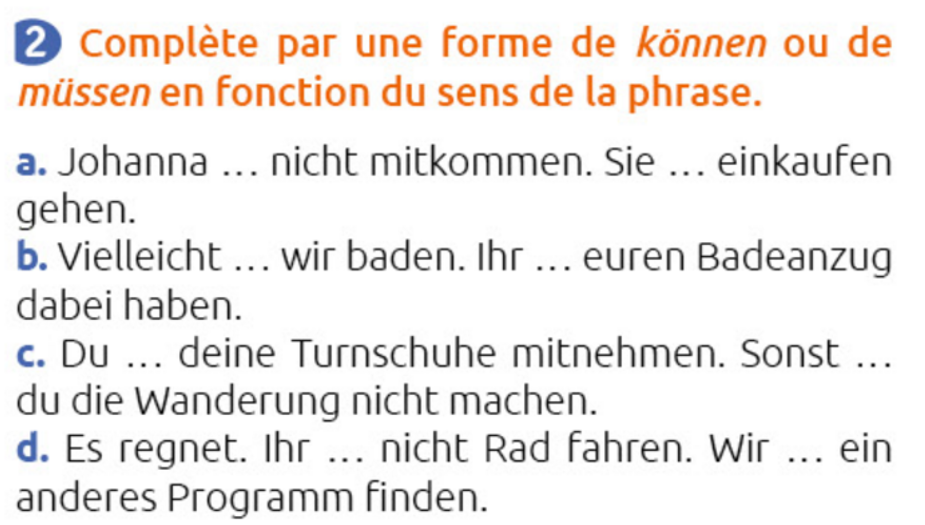 2 Complète par une forme de können ou de
müssen en fonction du sens de la phrase.
a. Johanna ... nicht mitkommen. Sie ... einkaufen
gehen.
b. Vielleicht ... wir baden. Ihr ... euren Badeanzug
dabei haben.
c. Du ... deine Turnschuhe mitnehmen. Sonst ...
du die Wanderung nicht machen.
d. Es regnet. Ihr ... nicht Rad fahren. Wir ... ein
anderes Programm finden.